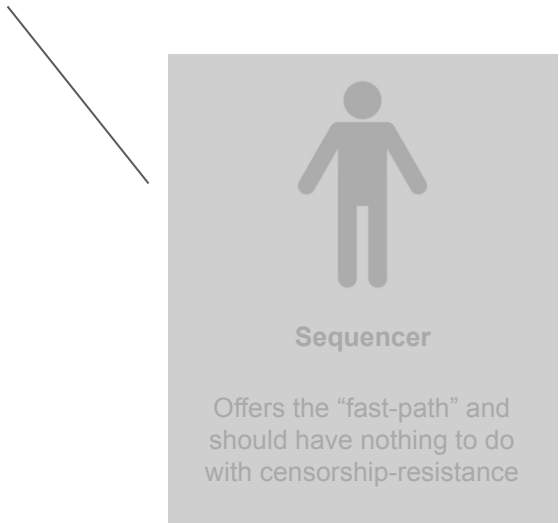 Sequencer
Offers the “fast-path” and
should have nothing to do
with censorship-resistance